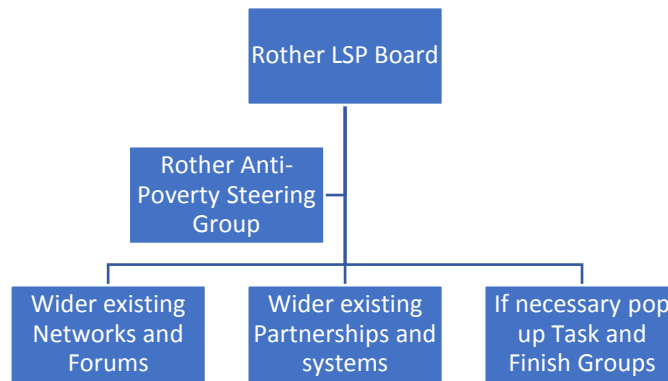 Rother LSP Board
Rother Anti-
Poverty Steering
Group
Wider existing
Networks and
Forums
Wider existing
Partnerships and
systems
If necessary pop
up Task and
Finish Groups